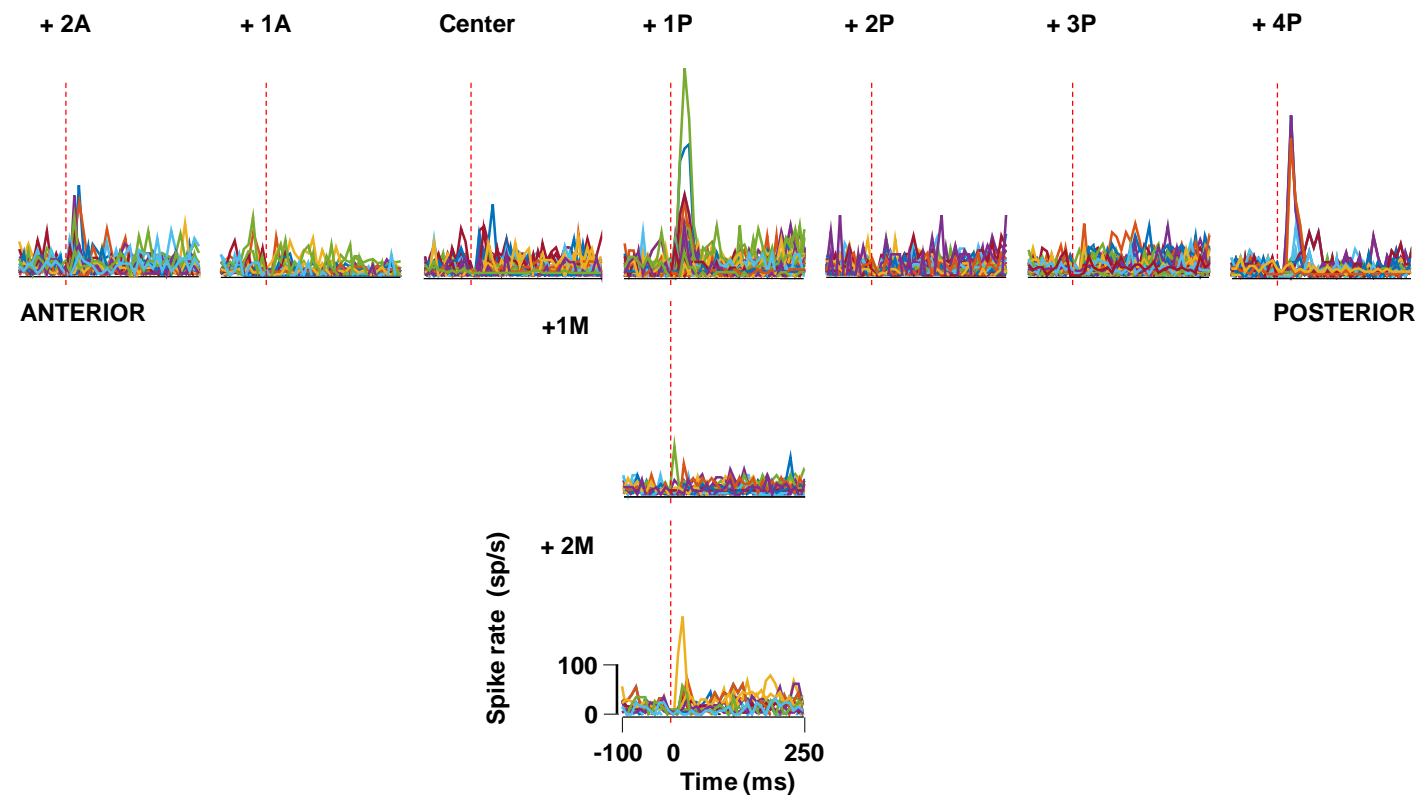 + 2A + 1A Center + 1P + 2P + 3P + 4P
ANTERIOR POSTERIOR
+1M
+ 2M
Spike rate (sp/s)
100
0
-100 0 250
Time (ms)